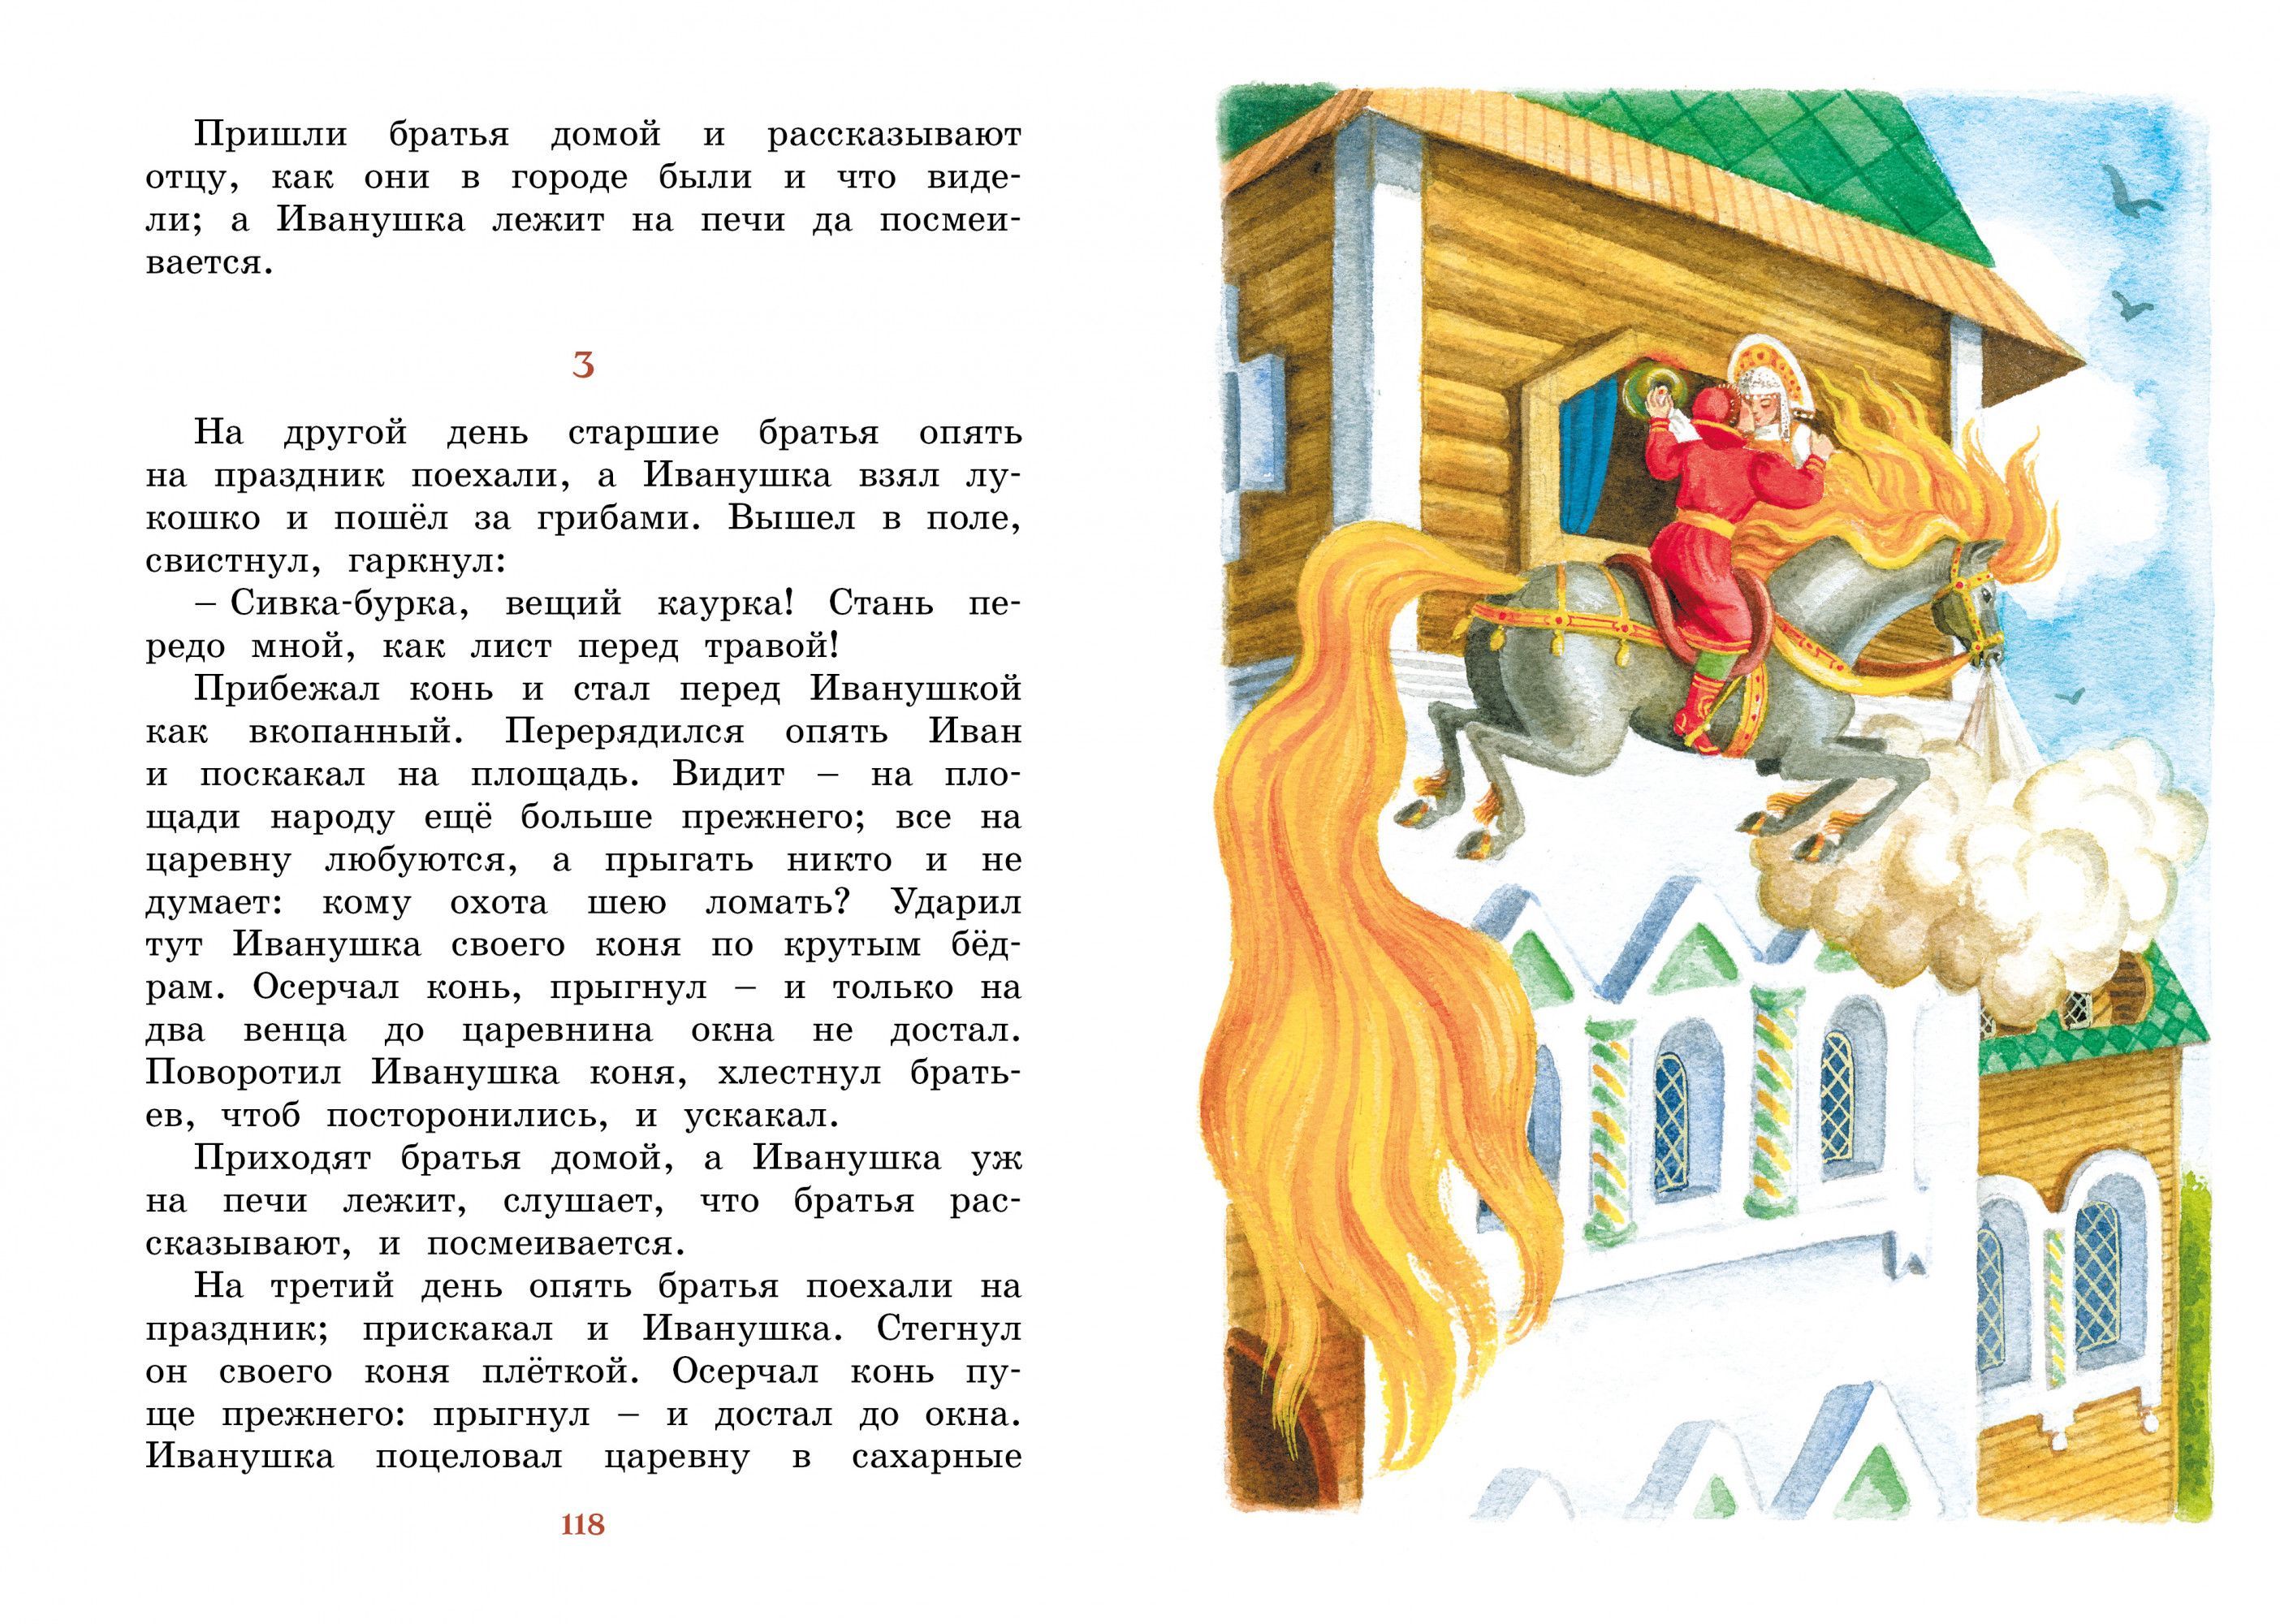 Пришли братья домой и рассказывают
отцу, как они в городе были и что виде-
ли; а Иванушка лежит на печи да посмеи-
вается.
3
На другой день старшие братья опять
на праздник поехали, а Иванушка взял лу-
кошко и пошёл за грибами. Вышел в поле,
свистнул, гаркнул:
– Сивка-бурка, вещий каурка! Стань пе-
редо мной, как лист перед травой!
Прибежал конь и стал перед Иванушкой
как вкопанный. Перерядился опять Иван
и поскакал на площадь. Видит – на пло-
щади народу ещё больше прежнего; все на
царевну любуются, а прыгать никто и не
думает: кому охота шею ломать? Ударил
тут Иванушка своего коня по крутым бёд-
рам. Осерчал конь, прыгнул – и только на
два венца до царевнина окна не достал.
Поворотил Иванушка коня, хлестнул брать-
ев, чтоб посторонились, и ускакал.
Приходят братья домой, а Иванушка уж
на печи лежит, слушает, что братья рас-
сказывают, и посмеивается.
На третий день опять братья поехали на
праздник; прискакал и Иванушка. Стегнул
он своего коня плёткой. Осерчал конь пу-
ще прежнего: прыгнул – и достал до окна.
Иванушка поцеловал царевну в сахарные
118